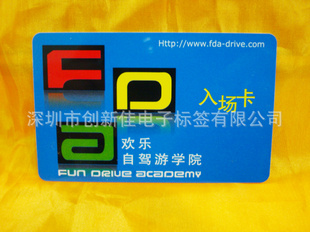 Http://www.fda-drive.com
F
D
入场卡
深圳市创新佳电子标签有限公司
a
欢乐
自驾游学院
FUN DRIVE ACADEMY